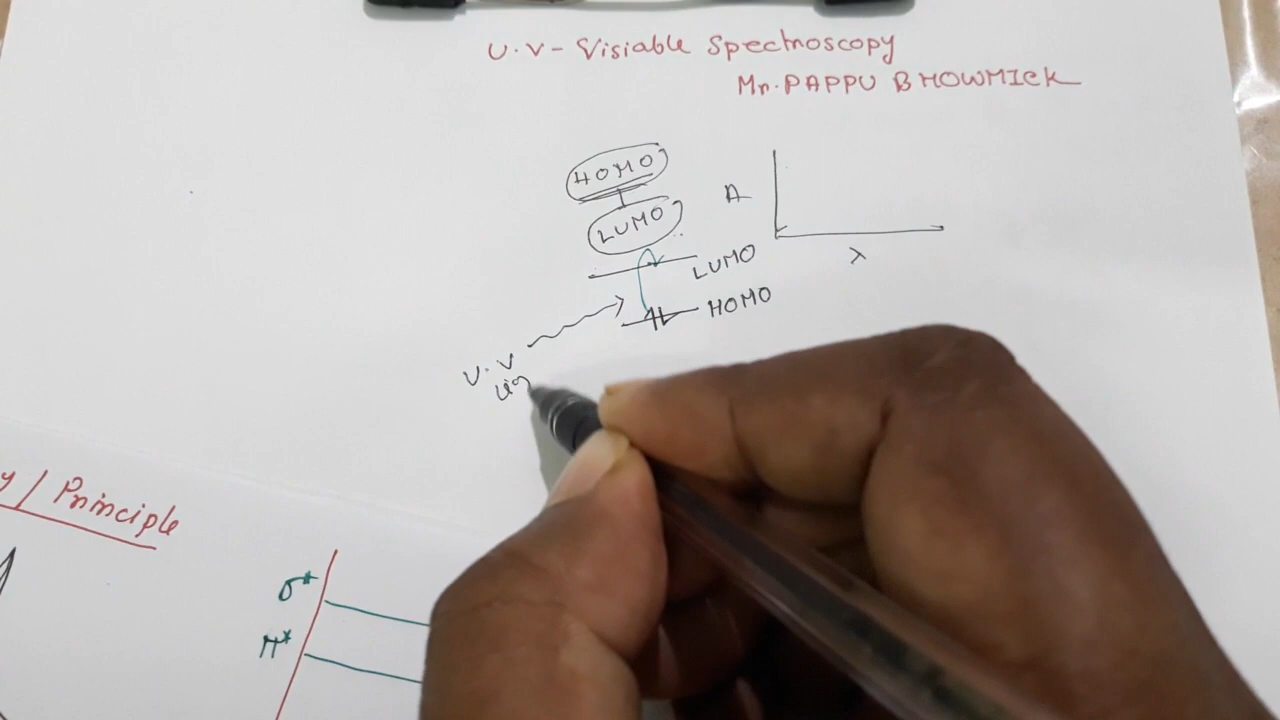 U.V - Visiable Spectroscopy
Mr. PAPPU BHOWMICK
HOMO
LUMO
A
λ
LUMO
HOMO
U.V
/ Principle
σ*
π*